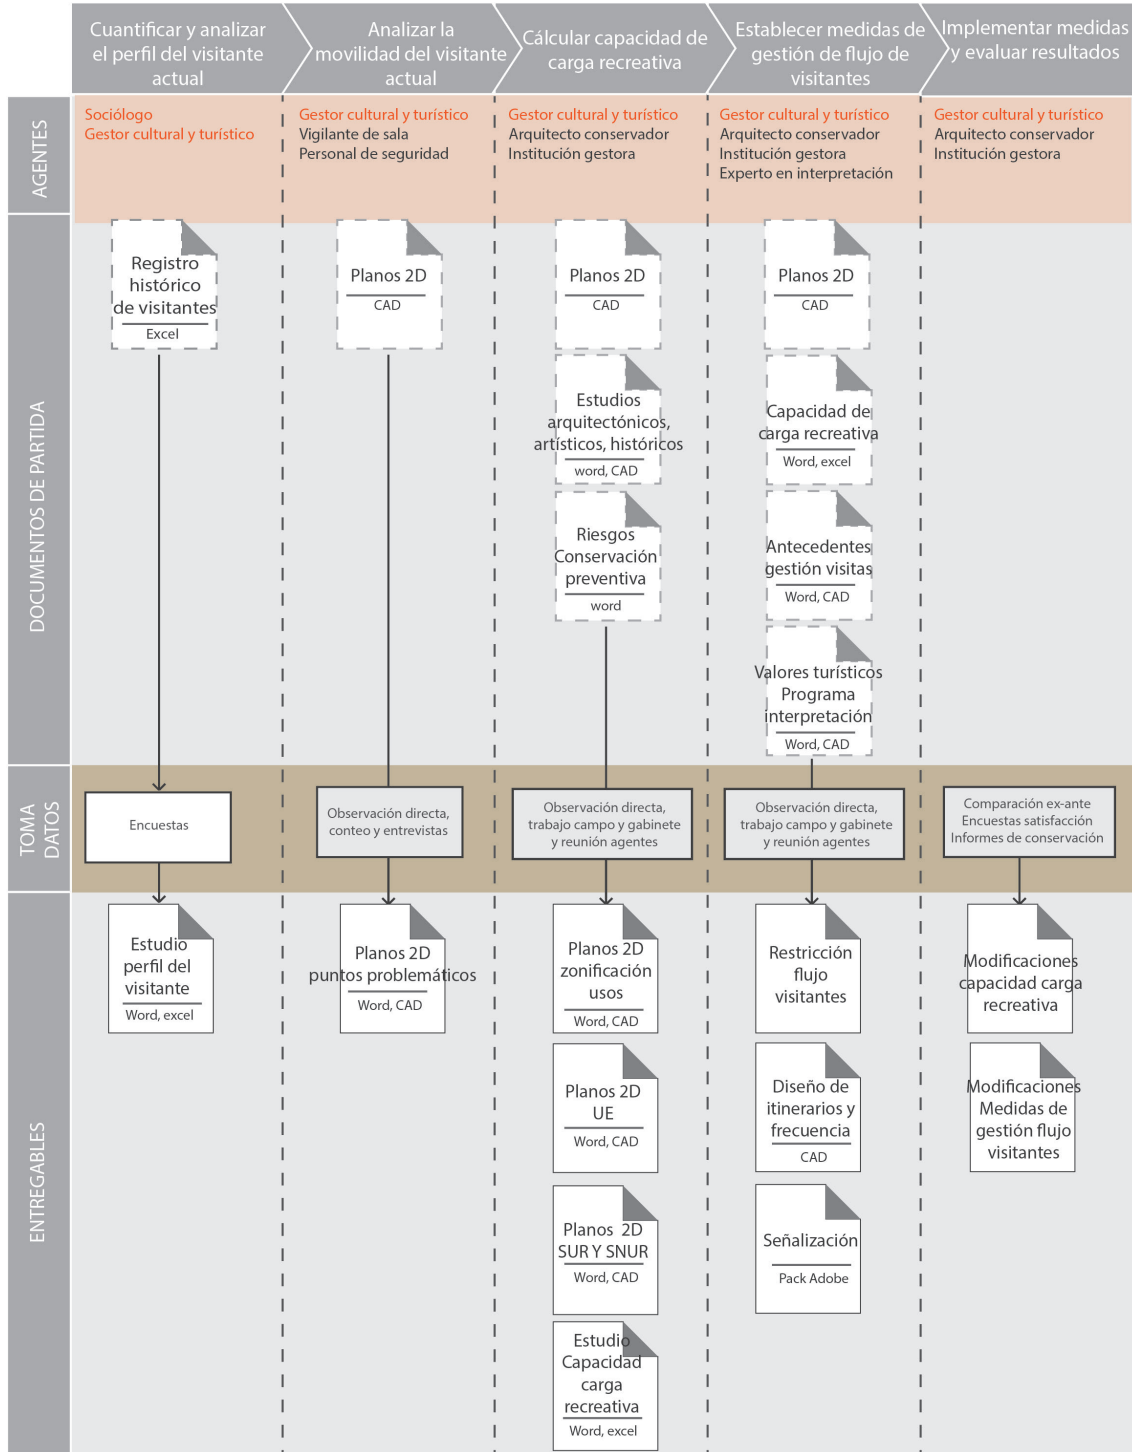 Cuantificar y analizar
el perfil del visitante
actual
Analizar la
movilidad del visitante
actual
Cálcular capacidad de
carga recreativa
Establecer medidas de
gestión de flujo de
visitantes
Implementar medidas
y evaluar resultados
AGENTES
Sociólogo
Gestor cultural y turístico
Gestor cultural y turístico
Vigilante de sala
Personal de seguridad
Gestor cultural y turístico
Arquitecto conservador
Institución gestora
Gestor cultural y turístico
Arquitecto conservador
Institución gestora
Experto en interpretación
Gestor cultural y turístico
Arquitecto conservador
Institución gestora
DOCUMENTOS DE PARTIDA
Registro
histórico
de visitantes
Excel
Planos 2D
CAD
Planos 2D
CAD
Estudios
arquitectónicos,
artísticos, históricos
word, CAD
Riesgos
Conservación
preventiva
word
Planos 2D
CAD
Capacidad de
carga recreativa
Word, excel
Antecedentes
gestión visitas
Word, CAD
Valores turísticos
Programa
interpretación
Word, CAD
TOMA
DATOS
Encuestas
Observación directa,
conteo y entrevistas
Observación directa,
trabajo campo y gabinete
y reunión agentes
Observación directa,
trabajo campo y gabinete
y reunión agentes
Comparación ex-ante
Encuestas satisfacción
Informes de conservación
ENTREGABLES
Estudio
perfil del
visitante
Word, excel
Planos 2D
puntos problemáticos
Word, CAD
Planos 2D
zonificación
usos
Word, CAD
Planos 2D
UE
Word, CAD
Planos 2D
SUR Y SNUR
Word, CAD
Estudio
Capacidad
carga
recreativa
Word, excel
Restricción
flujo
visitantes
Diseño de
itinerarios y
frecuencia
CAD
Señalización
Pack Adobe
Modificaciones
capacidad carga
recreativa
Modificaciones
Medidas de
gestión flujo
visitantes